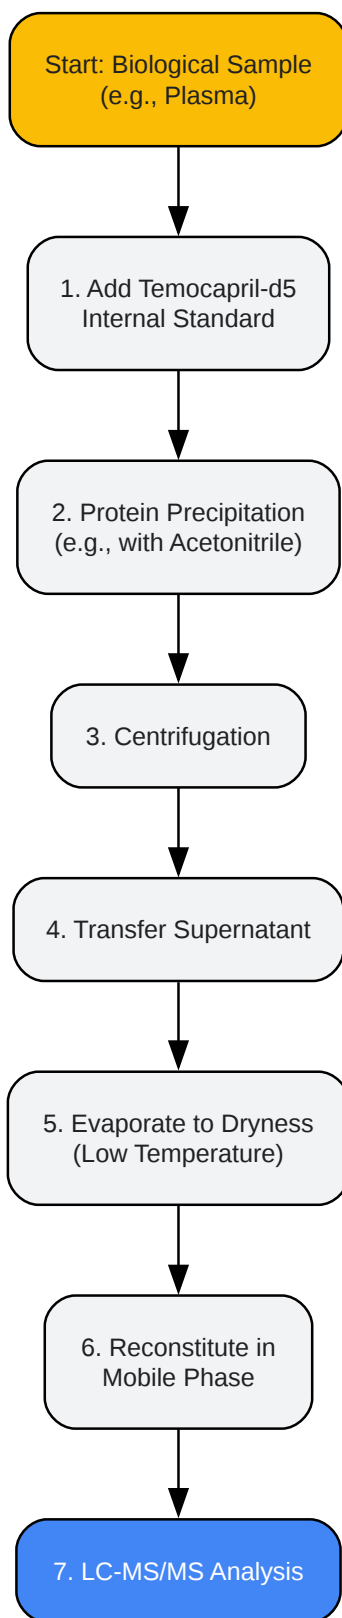 Start: Biological Sample
(e.g., Plasma)
1. Add Temocapril-d5
Internal Standard
2. Protein Precipitation
(e.g., with Acetonitrile)
3. Centrifugation
4. Transfer Supernatant
5. Evaporate to Dryness
(Low Temperature)
6. Reconstitute in
Mobile Phase
7. LC-MS/MS Analysis